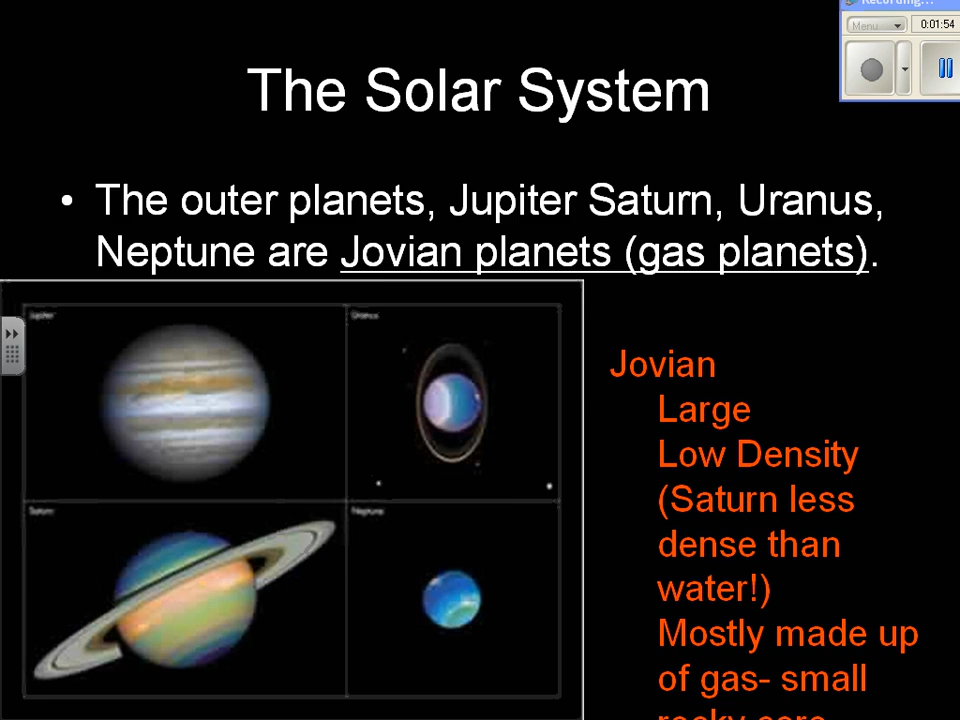 Recording...
Menu
0:01:54
The Solar System
• The outer planets, Jupiter Saturn, Uranus,
Neptune are Jovian planets (gas planets).
Jupiter
Uranus
Saturn
Neptune
Jovian
Large
Low Density
(Saturn less
dense than
water!)
Mostly made up
of gas- small
rocky core